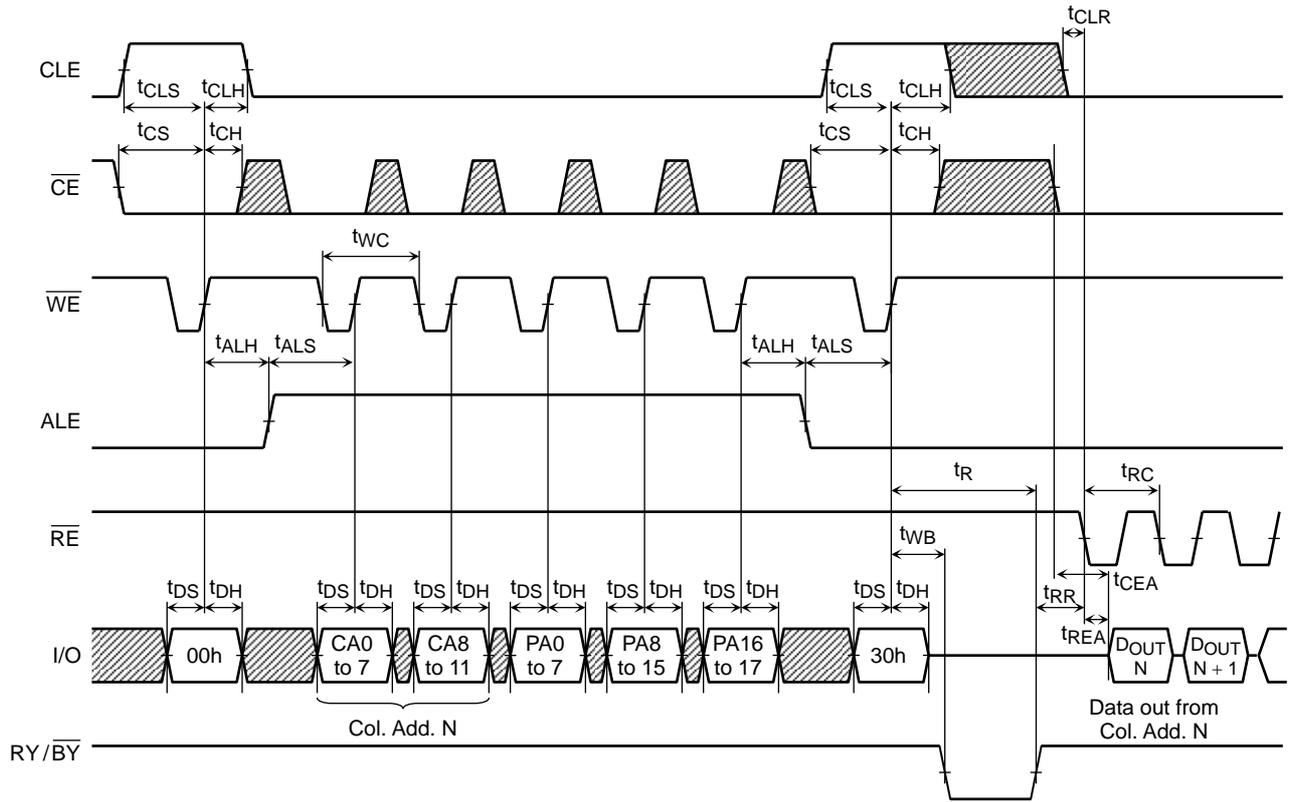 tCLR
CLE
tCLS tCLH tCLS tCLH
tCS tCH tCS tCH
CE
tWC
WE
tALH tALS tALH tALS
ALE
tR tRC
RE
tWB
tDS tDH tDS tDH tDS tDH tDS tDH tDS tDH tDS tDH tDS tDH tCEA
tRR
tREA
I/O 00h CA0 to 7 CA8 to 11 PA0 to 7 PA8 to 15 PA16 to 17 30h DOUT N DOUT N + 1
Col. Add. N
Data out from
Col. Add. N
RY/BY